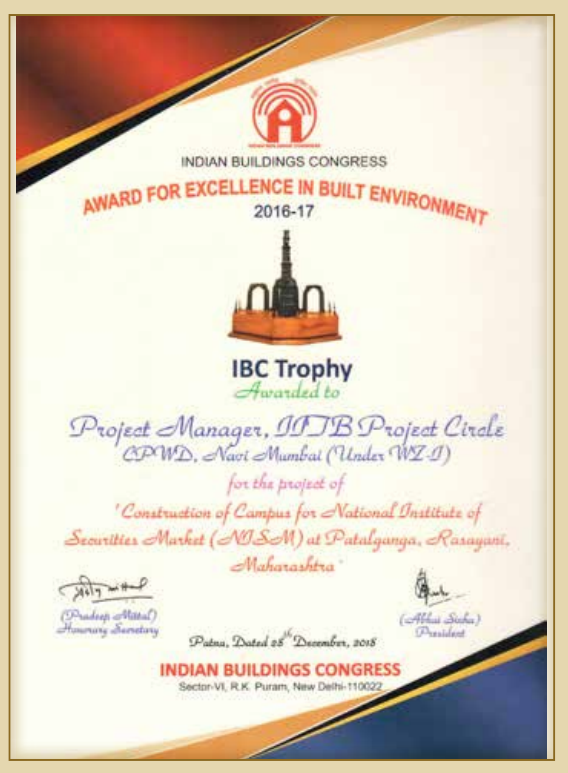 INDIAN BUILDINGS CONGRESS
INDIAN BUILDINGS CONGRESS
AWARD FOR EXCELLENCE IN BUILT ENVIRONMENT
2016-17
IBC Trophy
Awarded to
Project Manager, IITB Project Circle
CPWD, Navi Mumbai (Under WZ-I)
for the project of
'Construction of Campus for National Institute of
Securities Market (NISM) at Patalganga, Rasayani,
Maharashtra'
(Pradeep Mittal)
Honorary Secretary
(Abhai Sinha)
President
Patna, Dated 28th December, 2018
INDIAN BUILDINGS CONGRESS
Sector-VI, R.K. Puram, New Delhi-110022